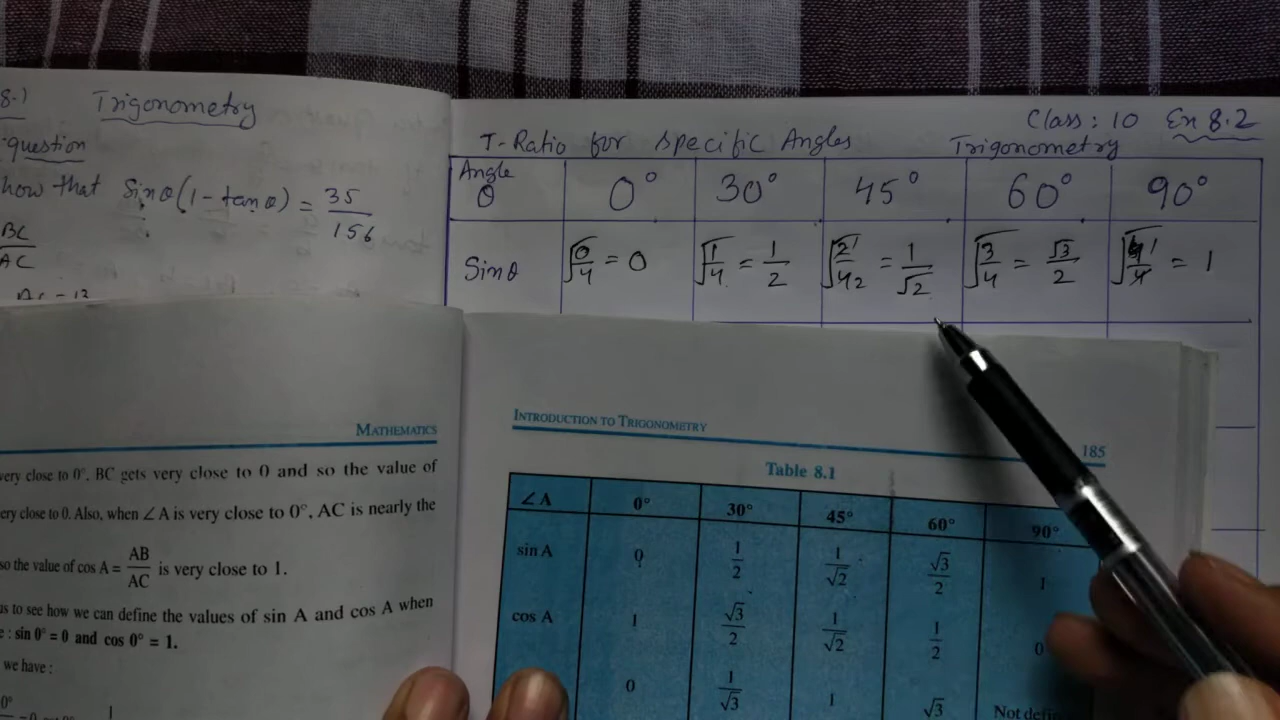 8.1
Trigonometry
question
how that Sinθ(1 - tanθ) = 35/156
BC/AC
Class: 10 Ex 8.2
T-Ratio for Specific Angles Trigonometry
Angle θ 0° 30° 45° 60° 90°
Sinθ √(0/4) = 0 √(1/4) = 1/2 √(2/4) = 1/√2 √(3/4) = √3/2 √(4/4) = 1
MATHEMATICS
very close to 0°, BC gets very close to 0 and so the value of
ery close to 0. Also, when ∠ A is very close to 0°, AC is nearly the
so the value of cos A = AB/AC is very close to 1.
us to see how we can define the values of sin A and cos A when
e : sin 0° = 0 and cos 0° = 1.
we have :
INTRODUCTION TO TRIGONOMETRY
185
Table 8.1
∠ A 0° 30° 45° 60° 90°
sin A 0 1/2 1/√2 √3/2 1
cos A 1 √3/2 1/√2 1/2 0
0 1/√3 1 √3 Not